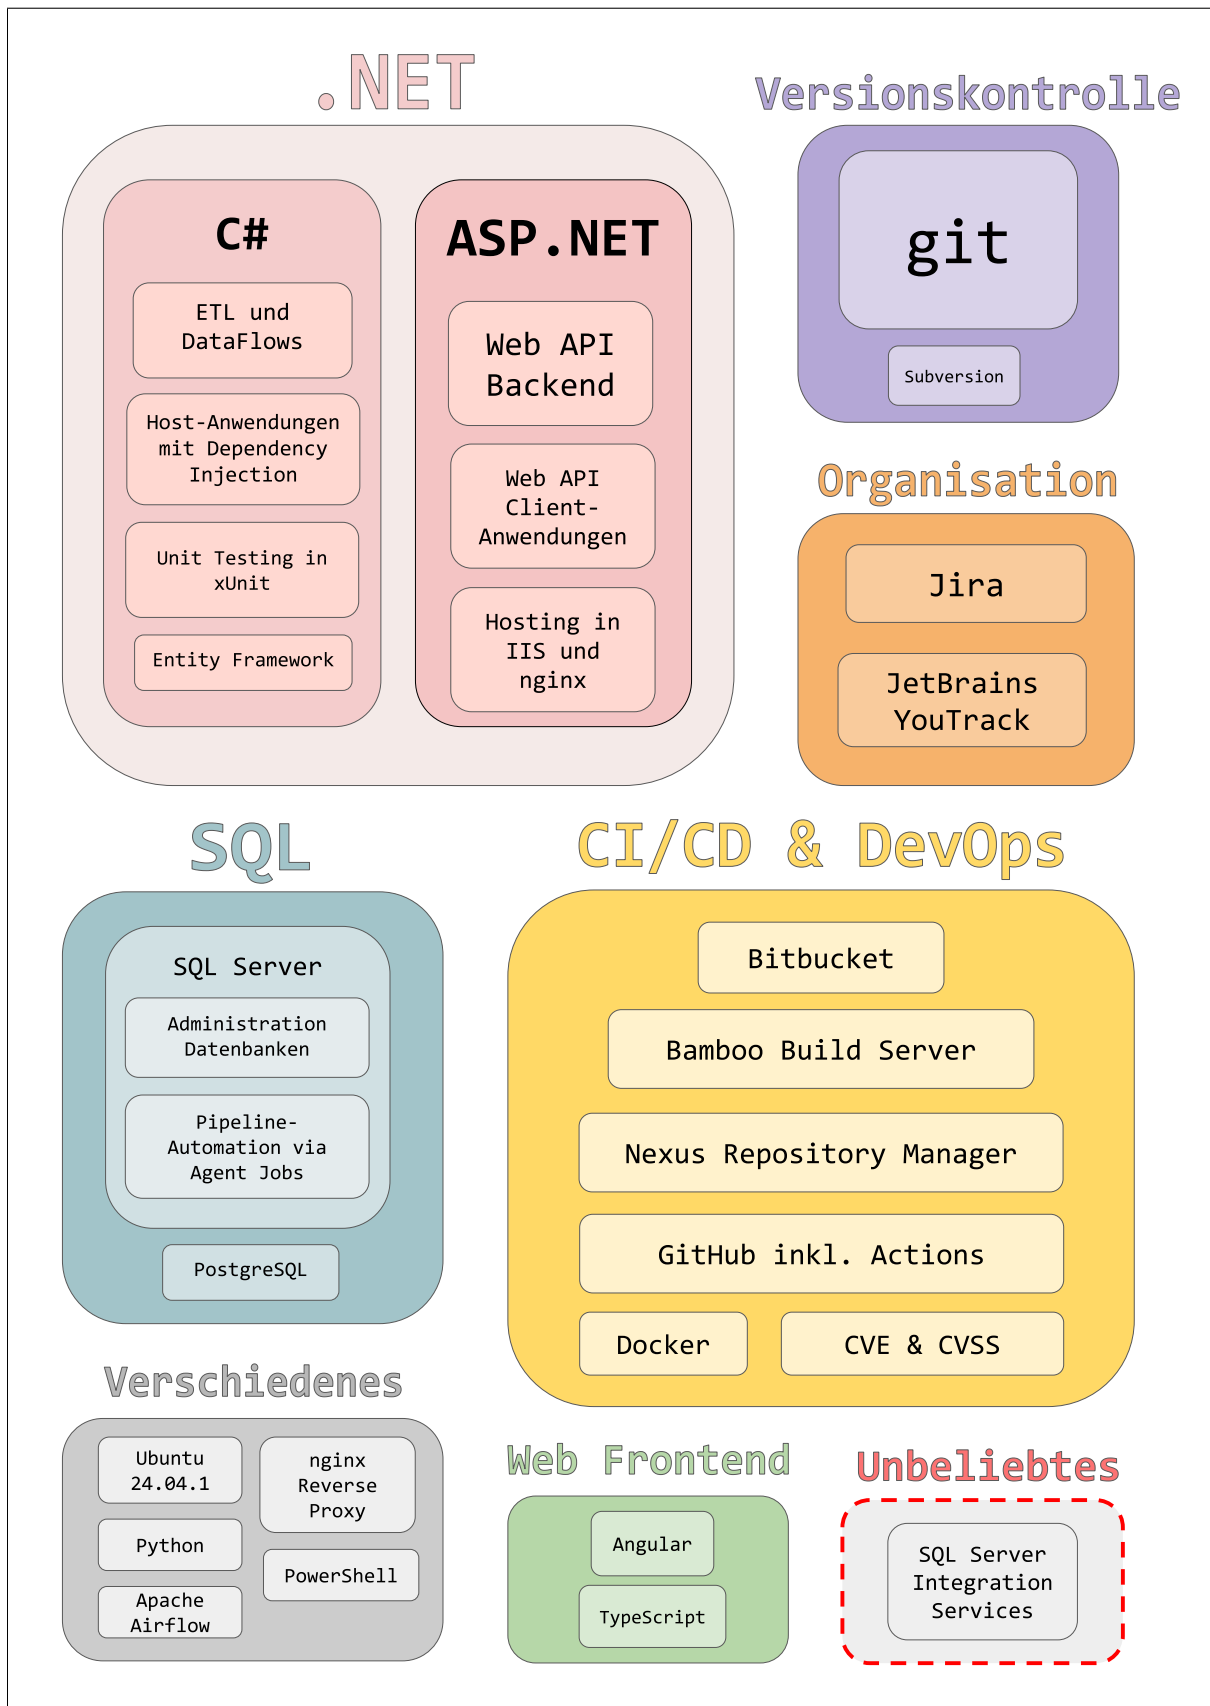 .NET
C#
ETL und
DataFlows
Host-Anwendungen
mit Dependency
Injection
Unit Testing in
xUnit
Entity Framework
ASP.NET
Web API
Backend
Web API
Client-
Anwendungen
Hosting in
IIS und
nginx
Versionskontrolle
git
Subversion
Organisation
Jira
JetBrains
YouTrack
SQL
SQL Server
Administration
Datenbanken
Pipeline-
Automation via
Agent Jobs
PostgreSQL
CI/CD & DevOps
Bitbucket
Bamboo Build Server
Nexus Repository Manager
GitHub inkl. Actions
Docker
CVE & CVSS
Verschiedenes
Ubuntu
24.04.1
Python
Apache
Airflow
nginx
Reverse
Proxy
PowerShell
Web Frontend
Angular
TypeScript
Unbeliebtes
SQL Server
Integration
Services